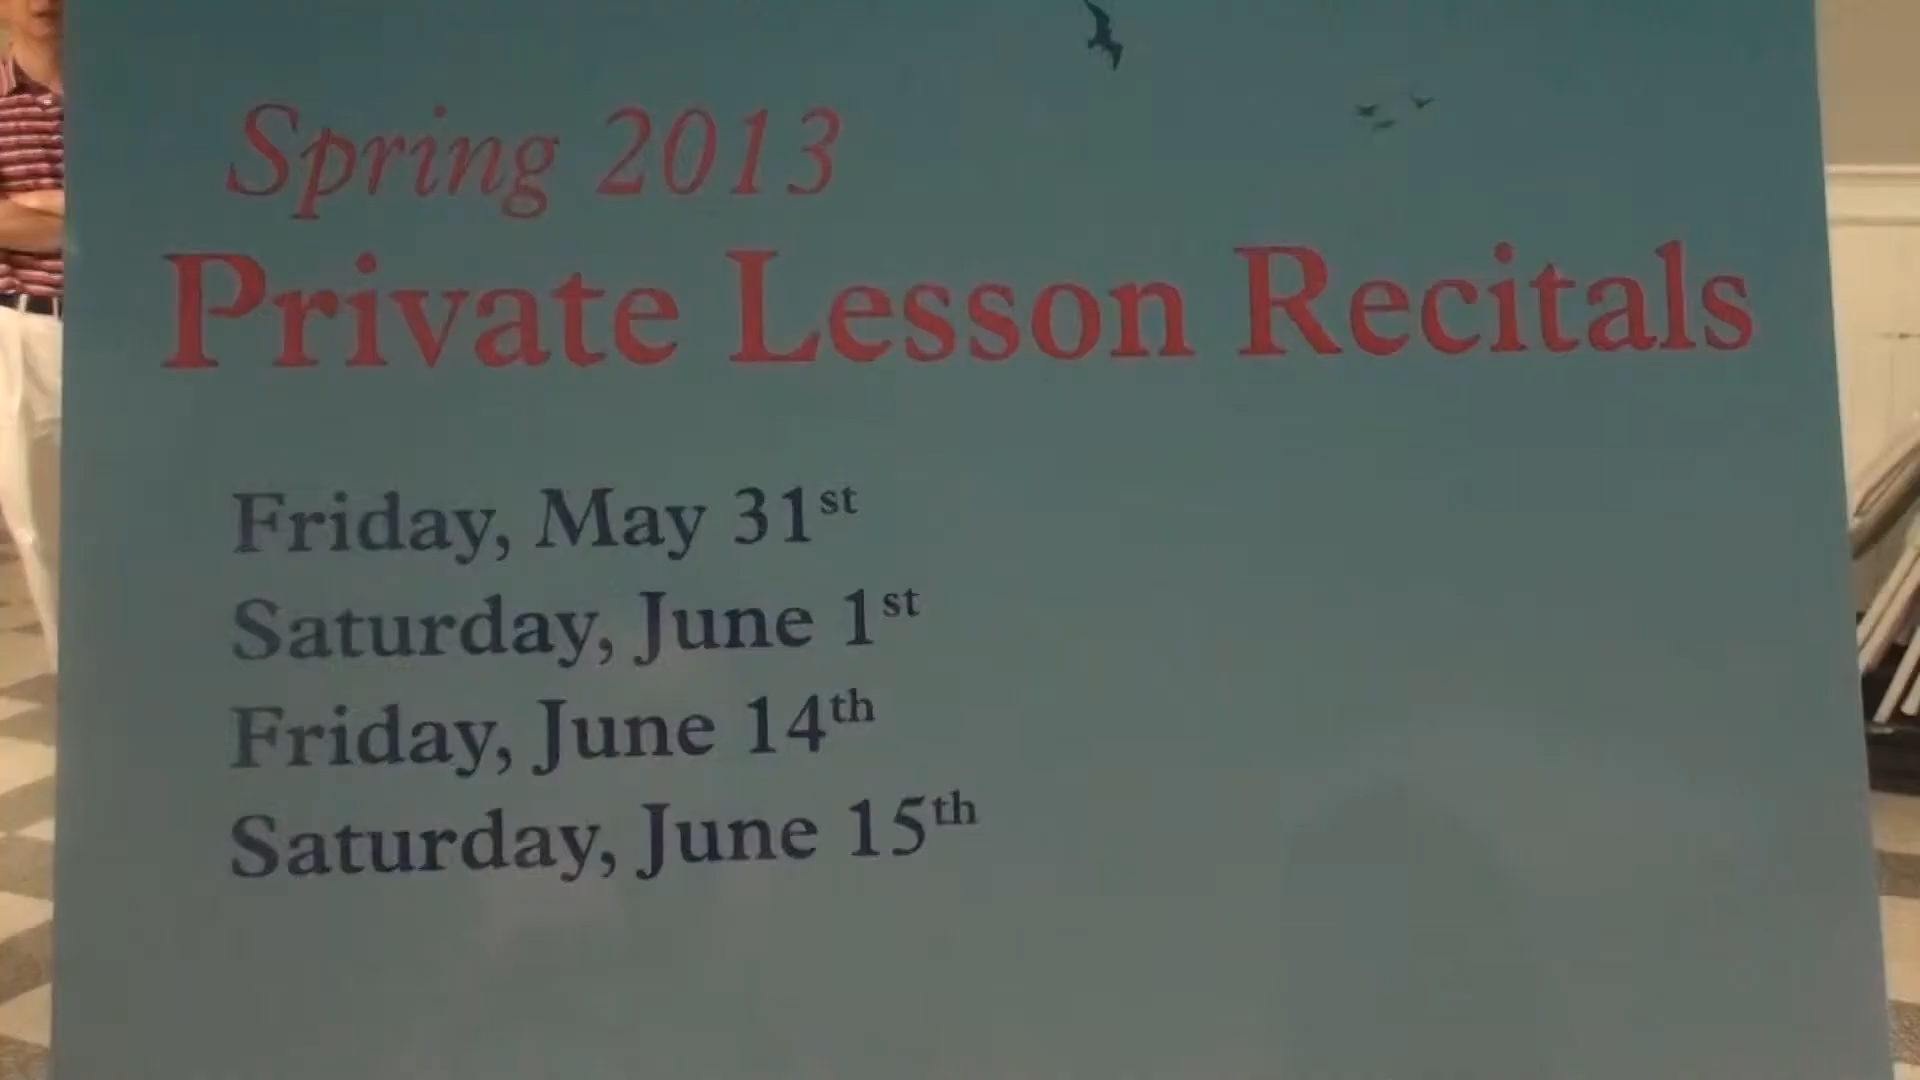 Spring 2013
Private Lesson Recitals
Friday, May 31st
Saturday, June 1st
Friday, June 14th
Saturday, June 15th